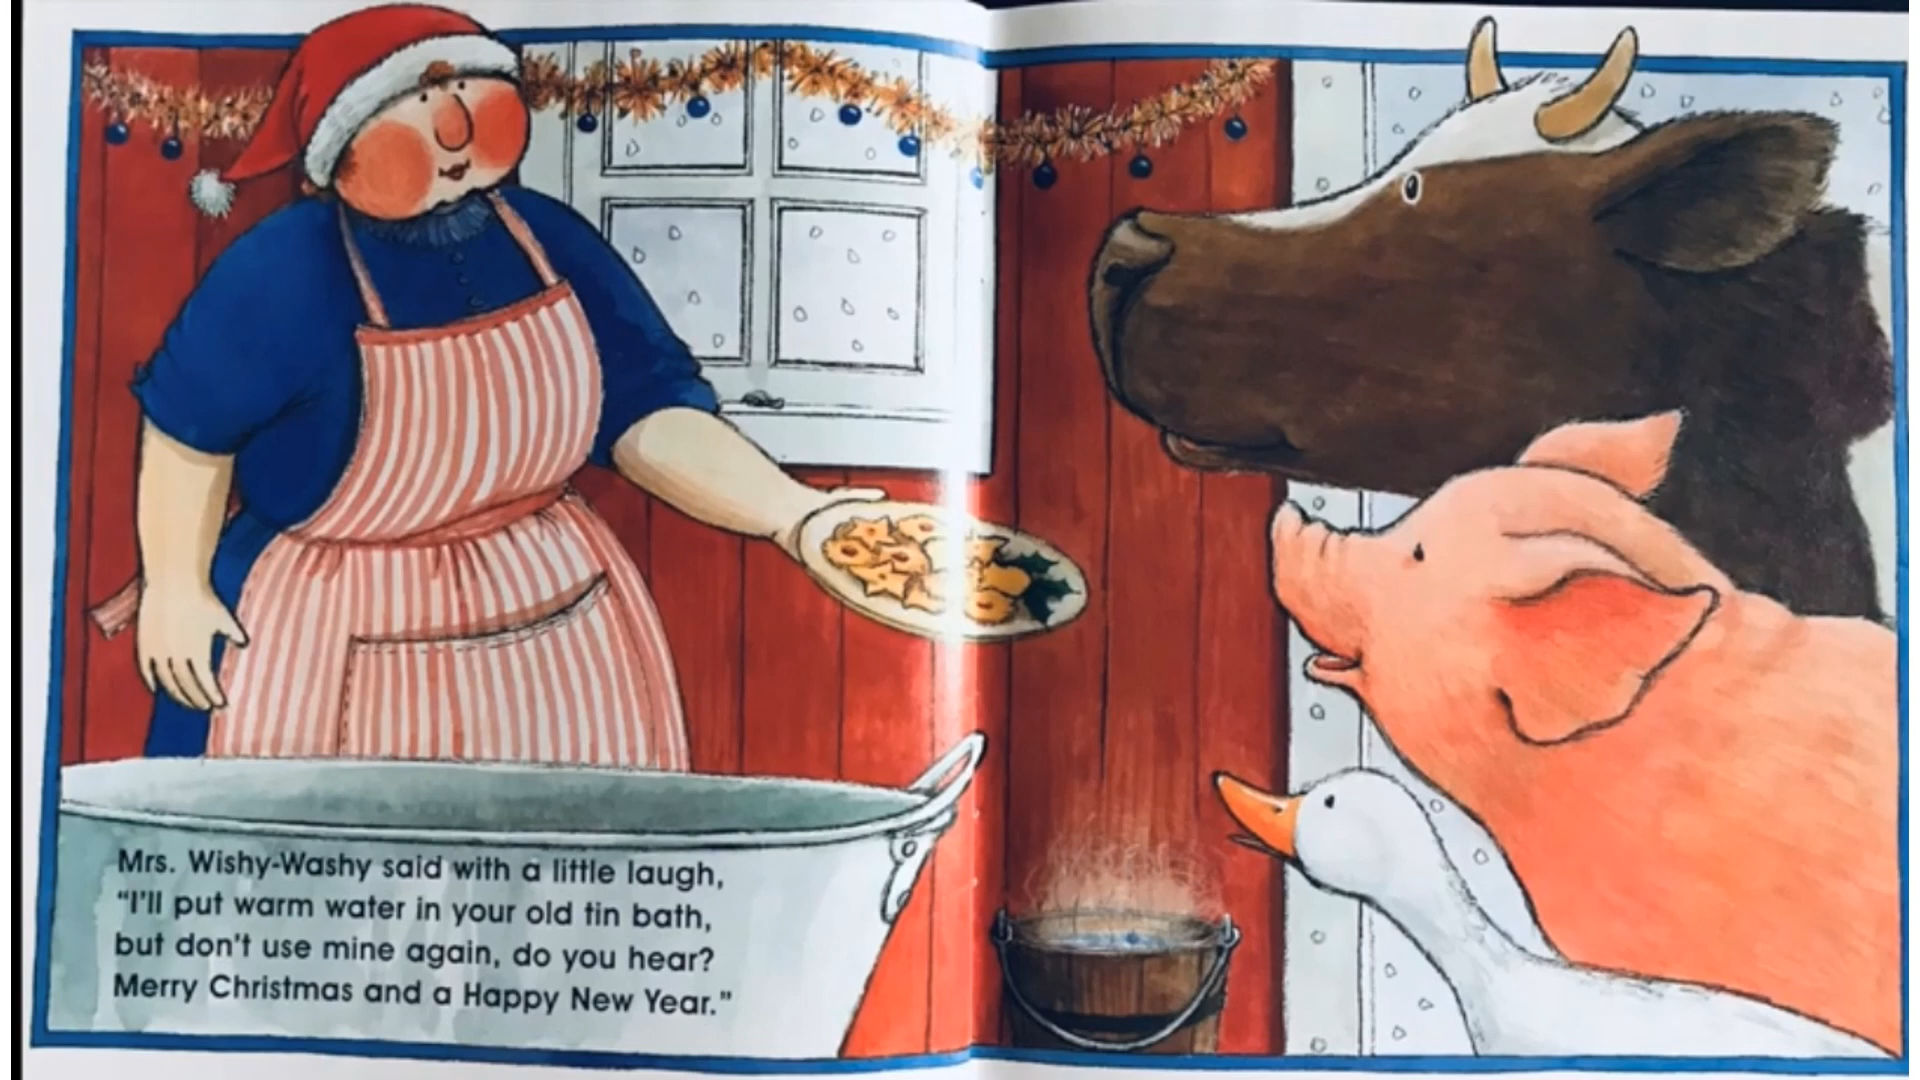 Mrs. Wishy-Washy said with a little laugh,
“I’ll put warm water in your old tin bath,
but don’t use mine again, do you hear?
Merry Christmas and a Happy New Year.”